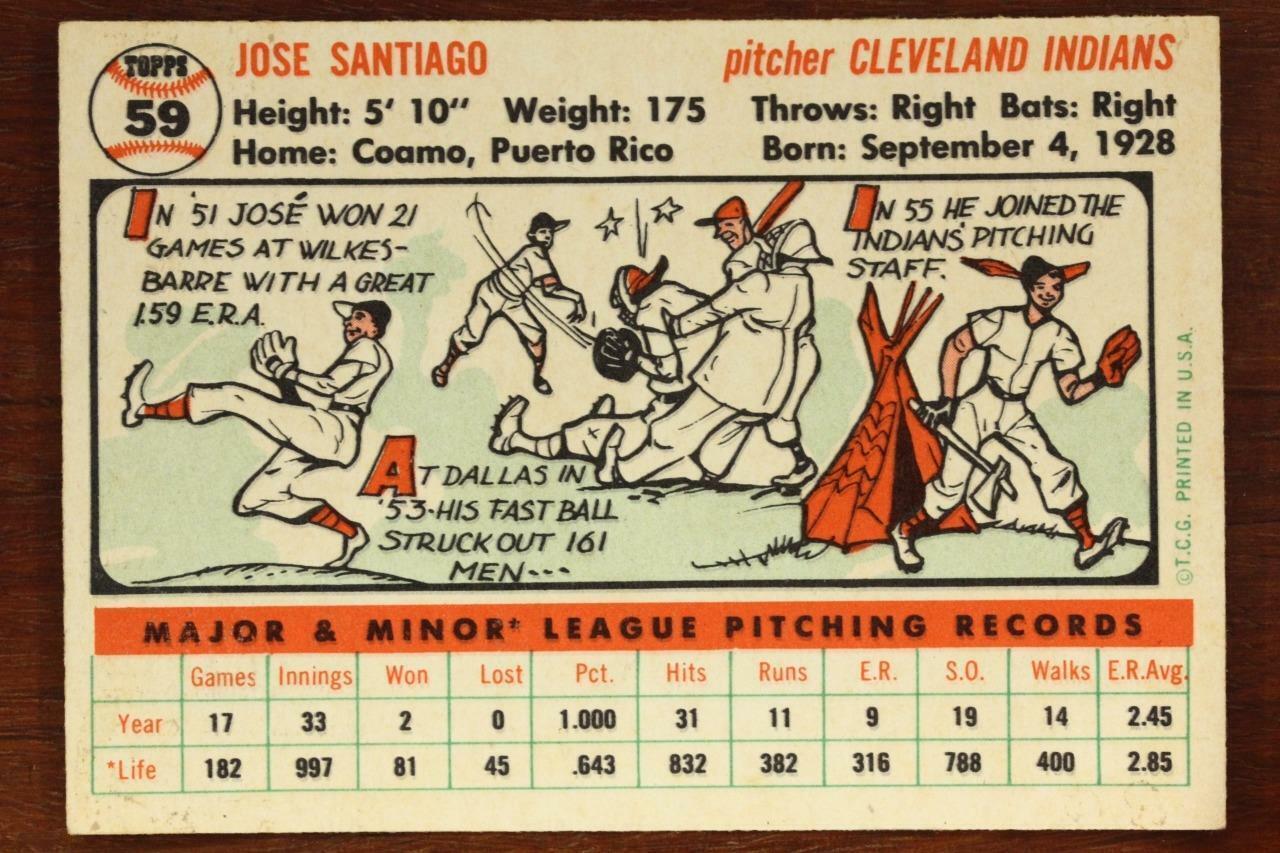 TOPPS
59
JOSE SANTIAGO
pitcher CLEVELAND INDIANS
Height: 5' 10" Weight: 175 Throws: Right Bats: Right
Home: Coamo, Puerto Rico Born: September 4, 1928
IN '51 JOSÉ WON 21
GAMES AT WILKES-
BARRE WITH A GREAT
1.59 E.R.A.
AT DALLAS IN
'53-HIS FAST BALL
STRUCK OUT 161
MEN---
IN 55 HE JOINED THE
INDIANS' PITCHING
STAFF.
©T.C.G. PRINTED IN U.S.A.
MAJOR & MINOR* LEAGUE PITCHING RECORDS
Games Innings Won Lost Pct. Hits Runs E.R. S.O. Walks E.R.Avg.
Year 17 33 2 0 1.000 31 11 9 19 14 2.45
*Life 182 997 81 45 .643 832 382 316 788 400 2.85